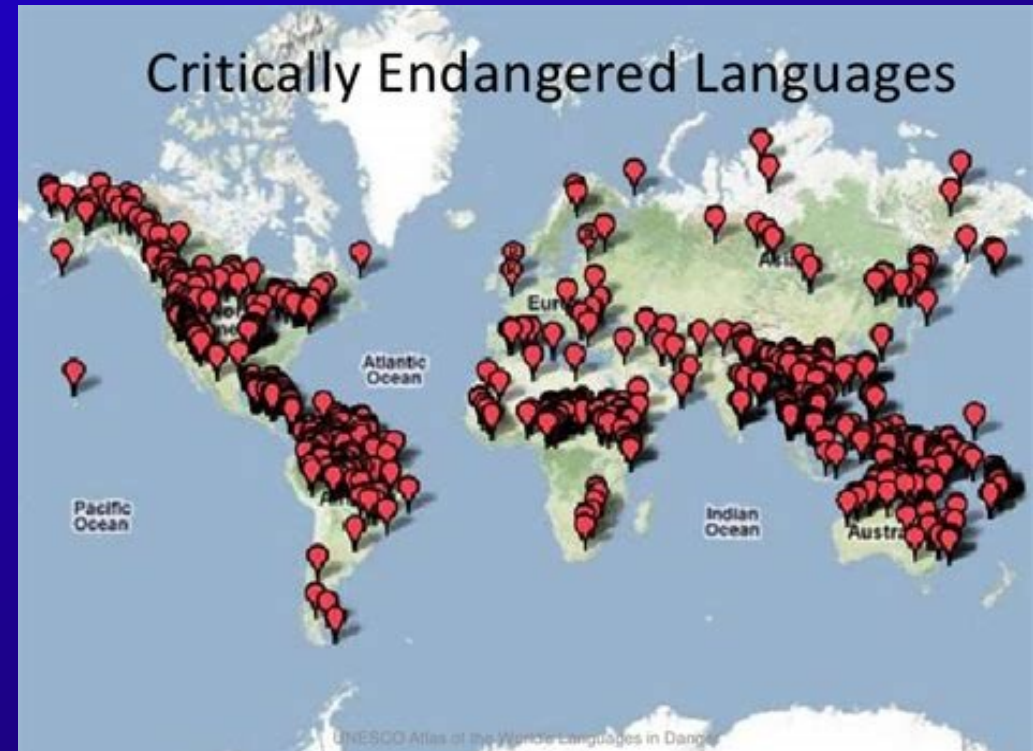 Critically Endangered Languages
Atlantic
Ocean
Pacific
Ocean
Indian
Ocean
UNESCO Atlas of the World's Languages in Danger